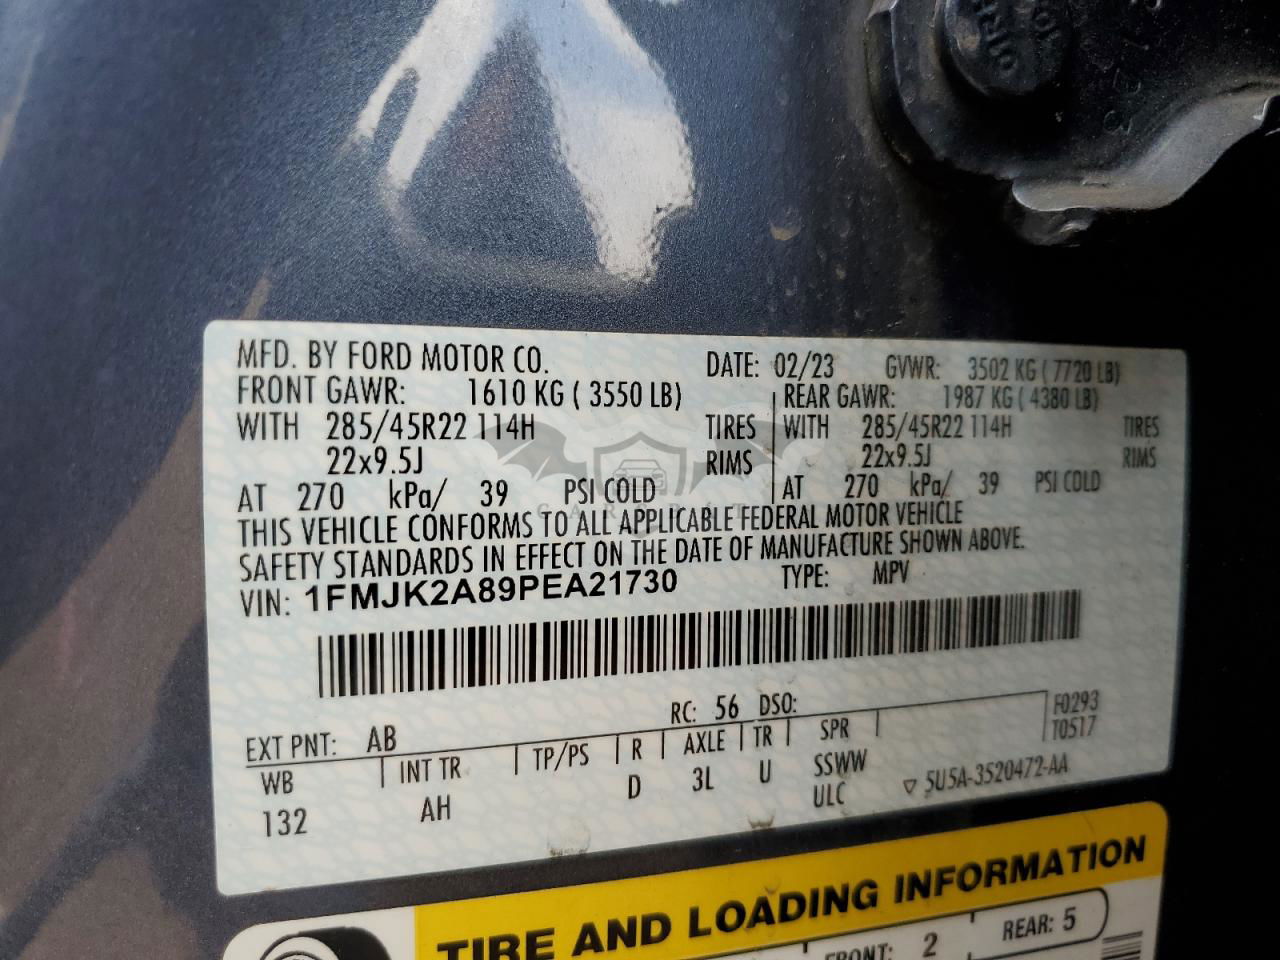 MFD. BY FORD MOTOR CO. DATE: 02/23 GVWR: 3502 KG ( 7720 LB)
FRONT GAWR: 1610 KG ( 3550 LB) REAR GAWR: 1987 KG ( 4380 LB)
WITH 285/45R22 114H TIRES WITH 285/45R22 114H TIRES
22x9.5J RIMS 22x9.5J RIMS
AT 270 kPa/ 39 PSI COLD AT 270 kPa/ 39 PSI COLD
THIS VEHICLE CONFORMS TO ALL APPLICABLE FEDERAL MOTOR VEHICLE
SAFETY STANDARDS IN EFFECT ON THE DATE OF MANUFACTURE SHOWN ABOVE.
VIN: 1FMJK2A89PEA21730 TYPE: MPV
EXT PNT: AB RC: 56 DSO: F0293
WB INT TR TP/PS R AXLE TR SPR T0517
132 AH D 3L U SSWW
ULC ▽ 5U5A-3520472-AA
TIRE AND LOADING INFORMATION
FRONT: 2 REAR: 5